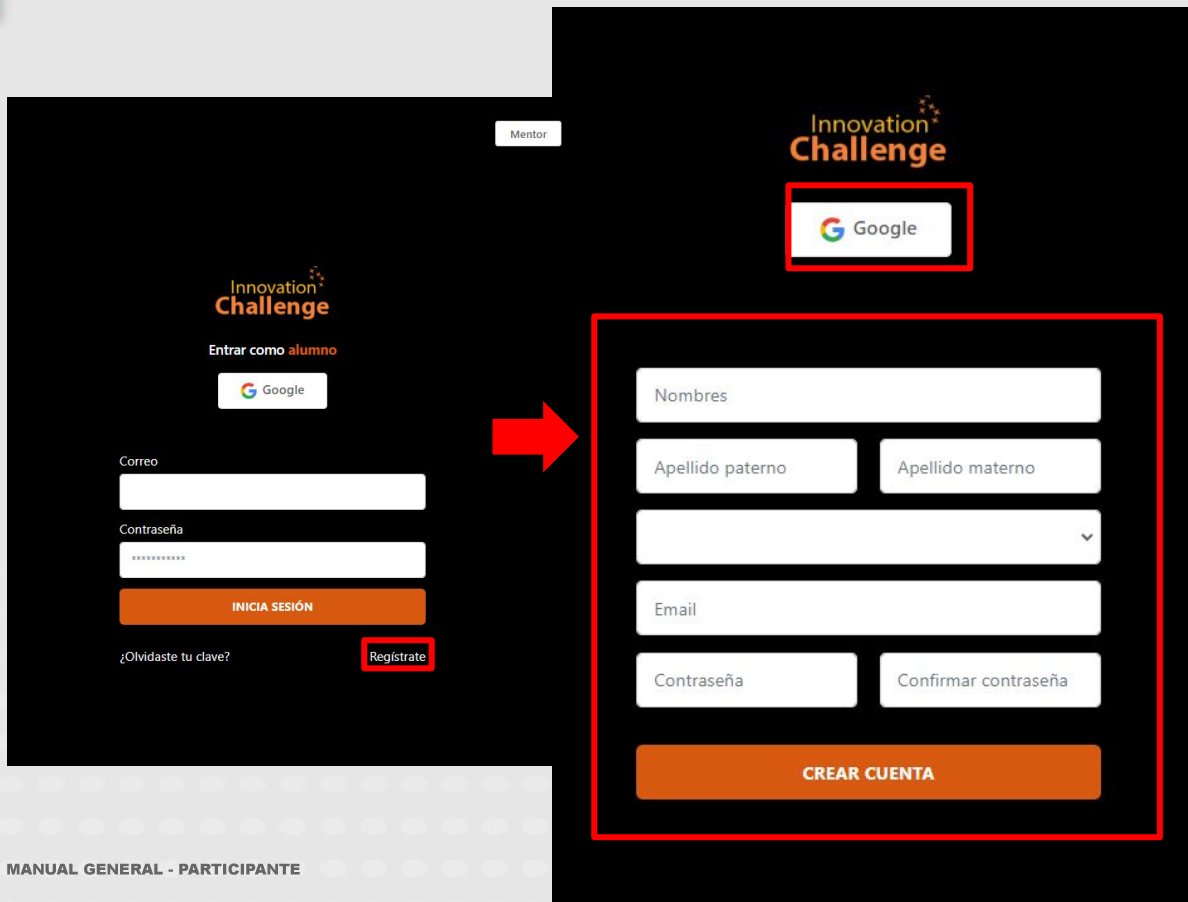 Mentor
Innovation
Challenge
Entrar como alumno
Google
Correo
Contraseña
***********
INICIA SESIÓN
¿Olvidaste tu clave?
Regístrate
Innovation
Challenge
Google
Nombres
Apellido paterno
Apellido materno
Email
Contraseña
Confirmar contraseña
CREAR CUENTA
MANUAL GENERAL - PARTICIPANTE